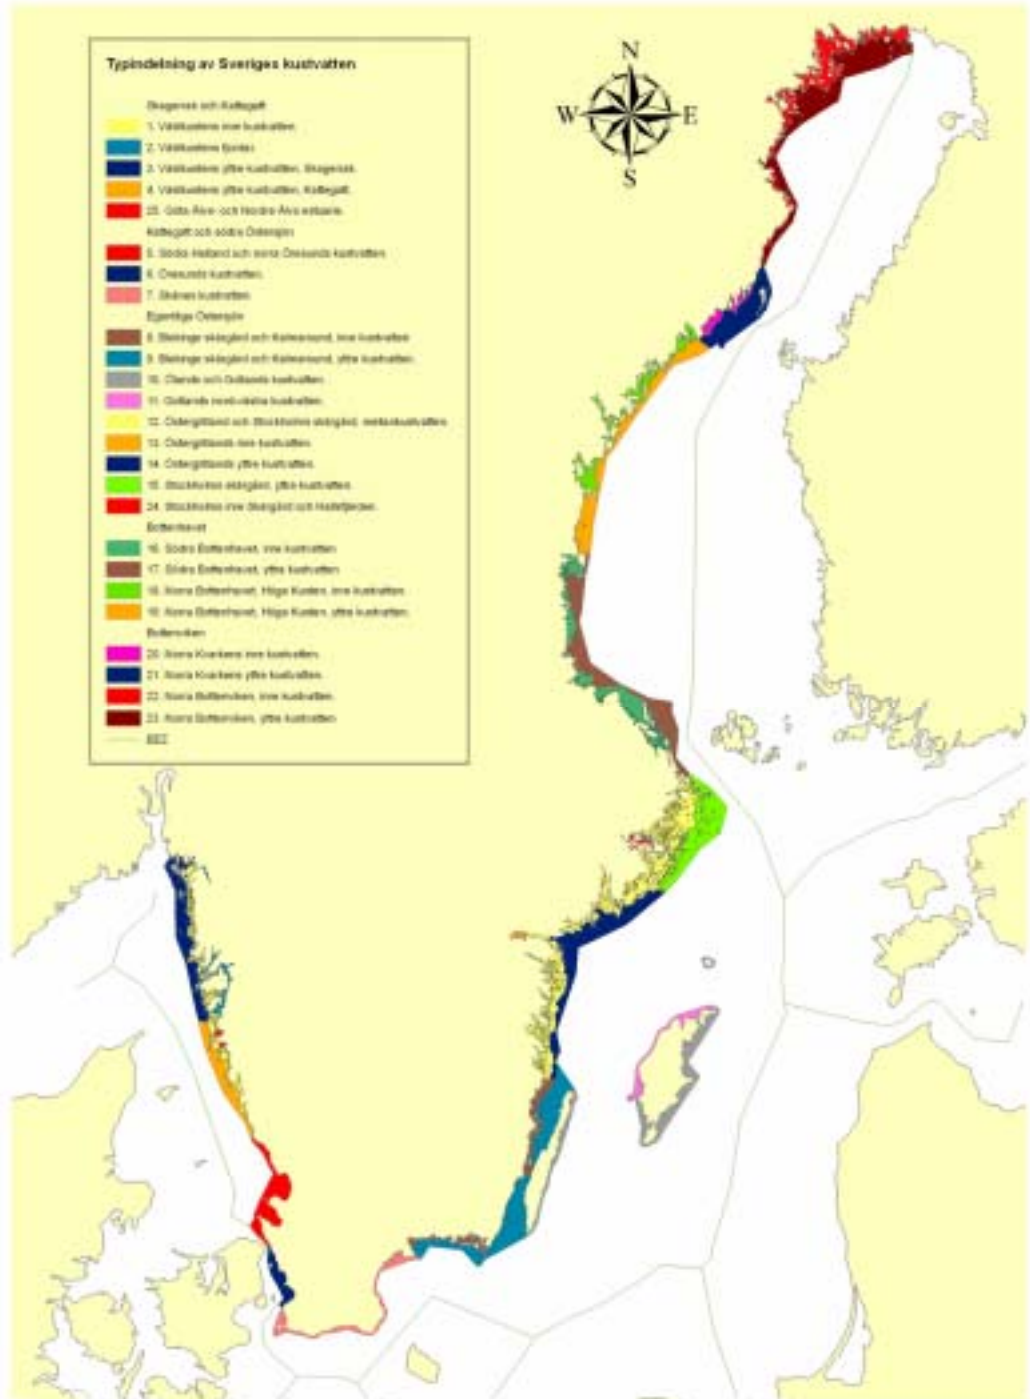 Typindelning av Sveriges kustvatten
Skagerrak och Kattegatt
1. Västkustens inre kustvatten.
2. Västkustens fjordar.
3. Västkustens yttre kustvatten, Skagerrak.
4. Västkustens yttre kustvatten, Kattegatt.
25. Göta Älvs- och Nordre Älvs estuarie.
Kattegatt och södra Östersjön
5. Södra Halland och norra Öresunds kustvatten.
6. Öresunds kustvatten.
7. Skånes kustvatten.
Egentliga Östersjön
8. Blekinge skärgård och Kalmarsund, inre kustvatten
9. Blekinge skärgård och Kalmarsund, yttre kustvatten.
10. Ölands och Gotlands kustvatten.
11. Gotlands nordvästra kustvatten.
12. Östergötland och Stockholms skärgård, mellankustvatten.
13. Östergötlands inre kustvatten.
14. Östergötlands yttre kustvatten.
15. Stockholms skärgård, yttre kustvatten.
24. Stockholms inre skärgård och Hallsfjärden.
Bottenhavet
16. Södra Bottenhavet, inre kustvatten
17. Södra Bottenhavet, yttre kustvatten
18. Norra Bottenhavet, Höga Kusten, inre kustvatten.
19. Norra Bottenhavet, Höga Kusten, yttre kustvatten.
Bottenviken
20. Norra Kvarkens inre kustvatten.
21. Norra Kvarkens yttre kustvatten.
22. Norra Bottenviken, inre kustvatten.
23. Norra Bottenviken, yttre kustvatten
EEZ
N
W E
S